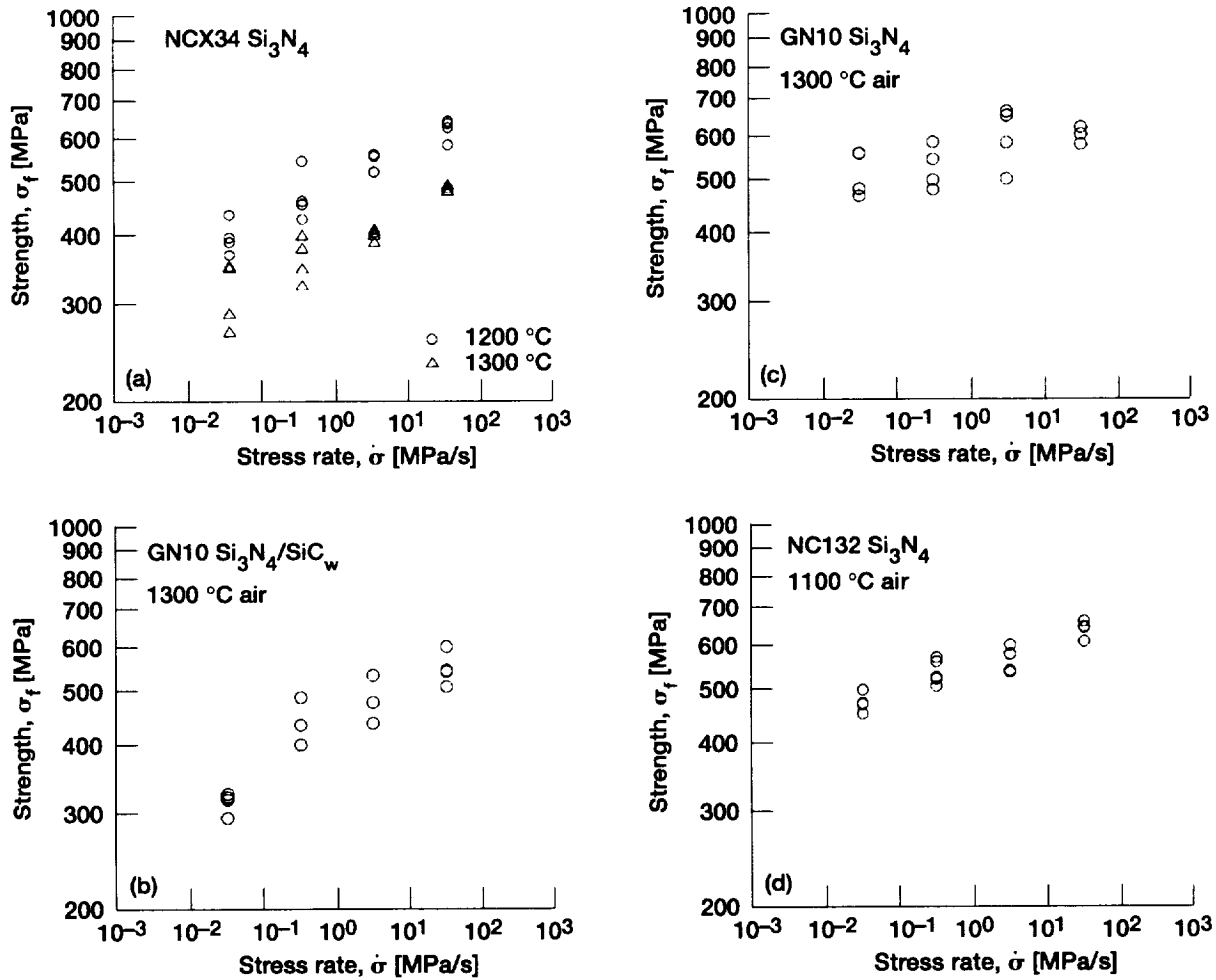 1000
900
800
700
600
500
400
300
200
Strength, σf [MPa]
NCX34 Si3N4
1200 °C
1300 °C
(a)
10–3 10–2 10–1 100 101 102 103
Stress rate, σ̇ [MPa/s]
1000
900
800
700
600
500
400
300
200
Strength, σf [MPa]
GN10 Si3N4
1300 °C air
(c)
10–3 10–2 10–1 100 101 102 103
Stress rate, σ̇ [MPa/s]
1000
900
800
700
600
500
400
300
200
Strength, σf [MPa]
GN10 Si3N4/SiCw
1300 °C air
(b)
10–3 10–2 10–1 100 101 102 103
Stress rate, σ̇ [MPa/s]
1000
900
800
700
600
500
400
300
200
Strength, σf [MPa]
NC132 Si3N4
1100 °C air
(d)
10–3 10–2 10–1 100 101 102 103
Stress rate, σ̇ [MPa/s]